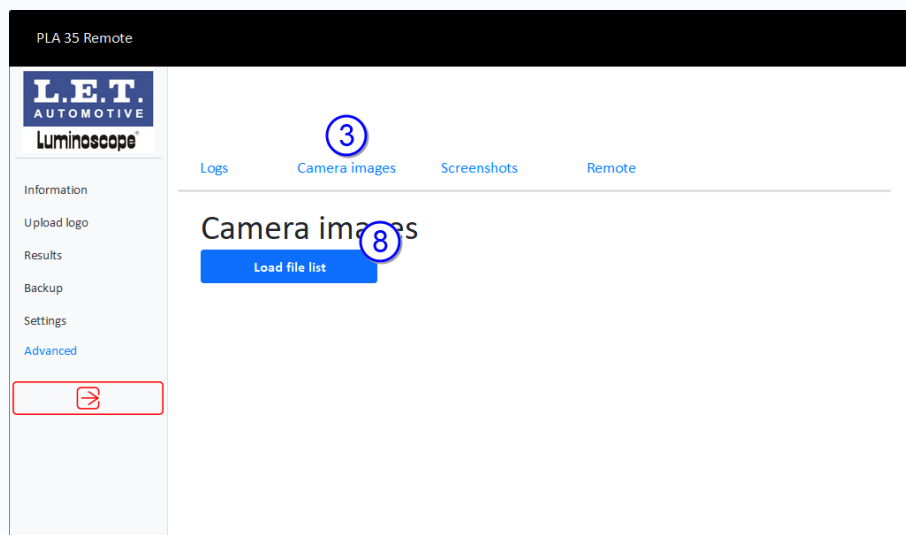 PLA 35 Remote
L.E.T.
AUTOMOTIVE
Luminoscope®
Information
Upload logo
Results
Backup
Settings
Advanced
3
Logs Camera images Screenshots Remote
Camera images
8
Load file list